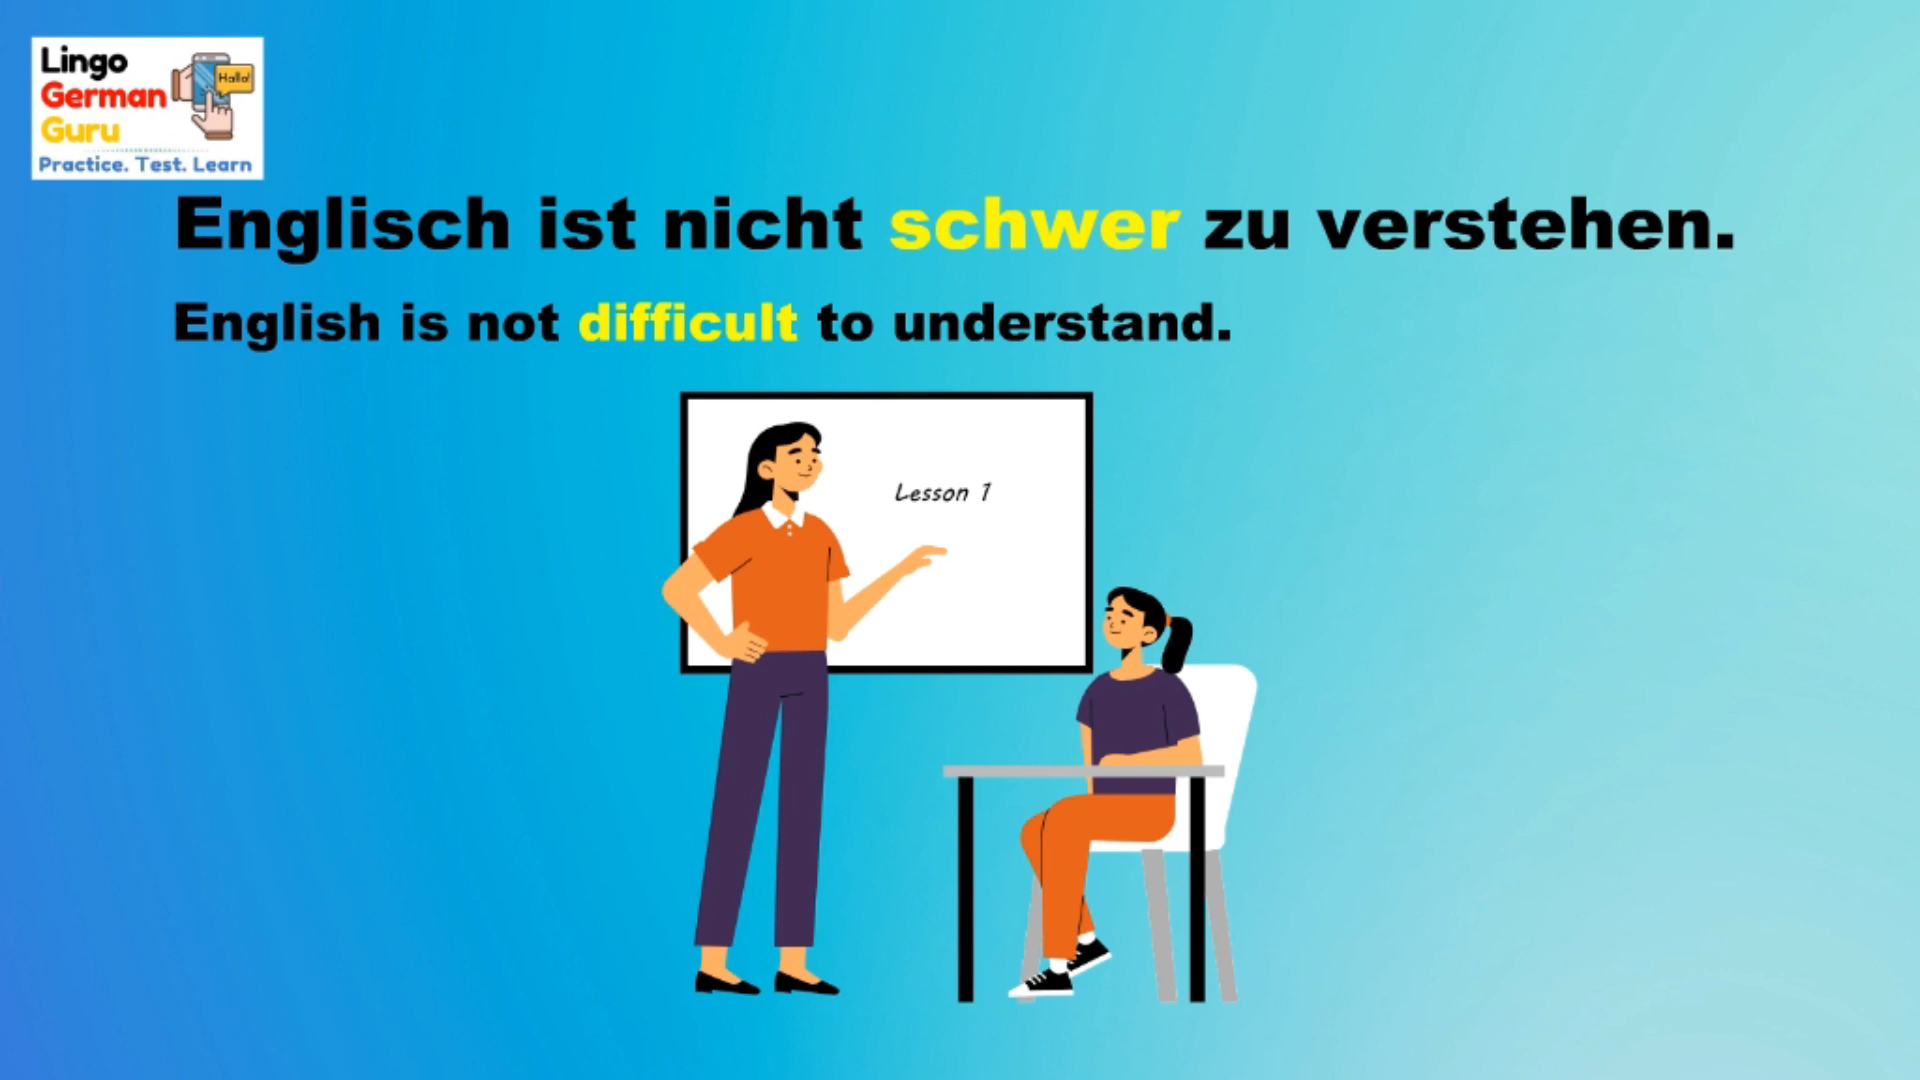 Lingo
German
Guru
Hallo!
Practice. Test. Learn
Englisch ist nicht schwer zu verstehen.
English is not difficult to understand.
Lesson 1